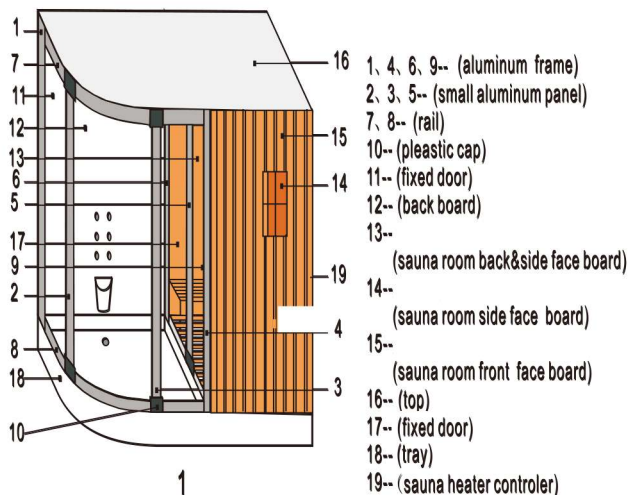 1
7
11
12
13
6
5
17
9
2
8
18
10
16
15
14
19
4
3
1
1、4、6、9-- (aluminum frame)
2、3、5-- (small aluminum panel)
7、8-- (rail)
10-- (pleastic cap)
11-- (fixed door)
12-- (back board)
13--
(sauna room back&side face board)
14--
(sauna room side face board)
15--
(sauna room front face board)
16-- (top)
17-- (fixed door)
18-- (tray)
19-- (sauna heater controler)